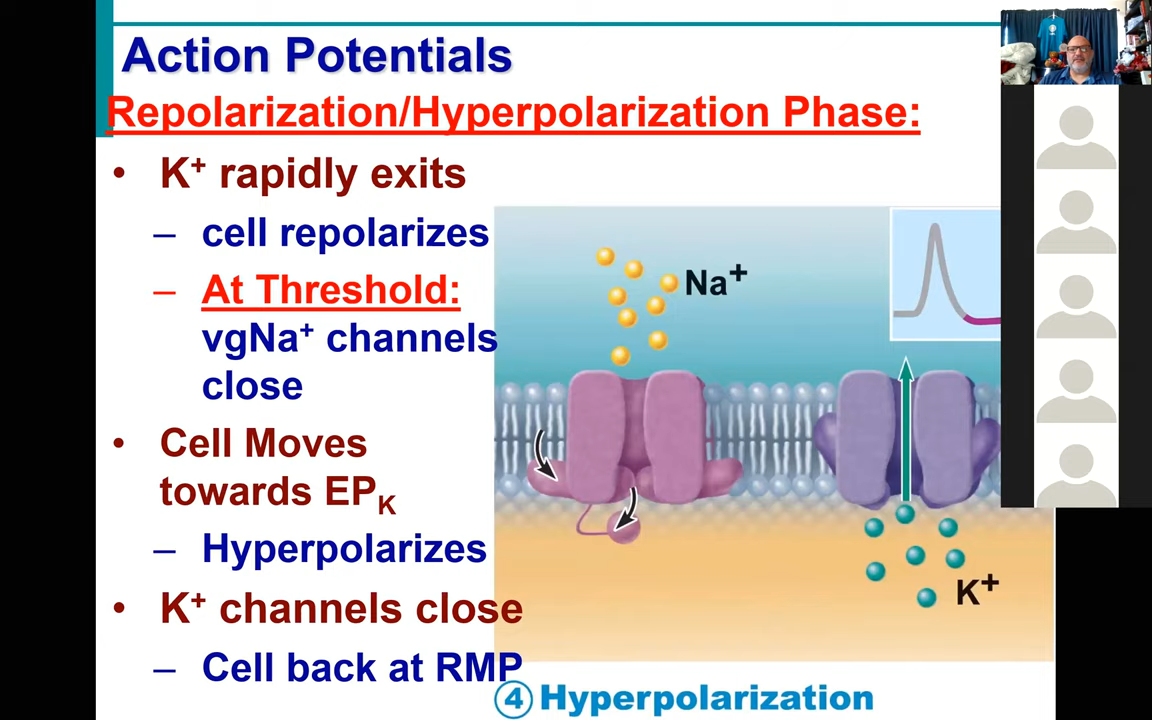 Action Potentials
Repolarization/Hyperpolarization Phase:
• K⁺ rapidly exits
– cell repolarizes
– At Threshold:
vgNa⁺ channels
close
• Cell Moves
towards EPK
– Hyperpolarizes
• K⁺ channels close
– Cell back at RMP
Na⁺
K⁺
4 Hyperpolarization